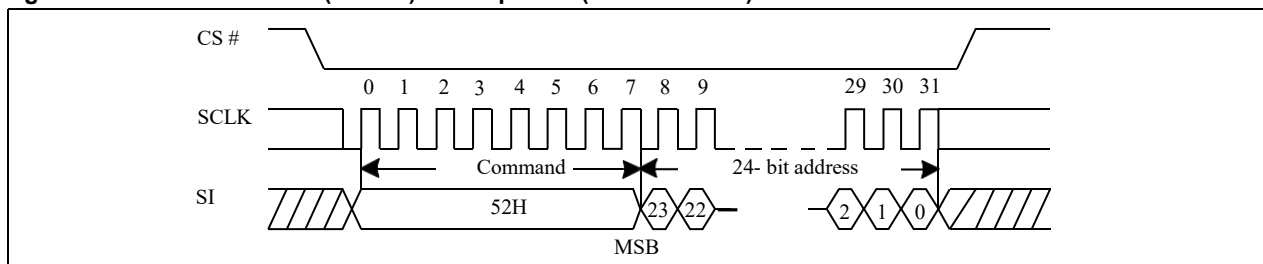 CS #
0 1 2 3 4 5 6 7 8 9 29 30 31
SCLK
Command 24- bit address
SI 52H 23 22 2 1 0
MSB